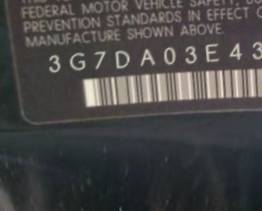 FEDERAL MOTOR VEHICLE SAFETY,
PREVENTION STANDARDS IN EFFECT O
MANUFACTURE SHOWN ABOVE.
3G7DA03E43